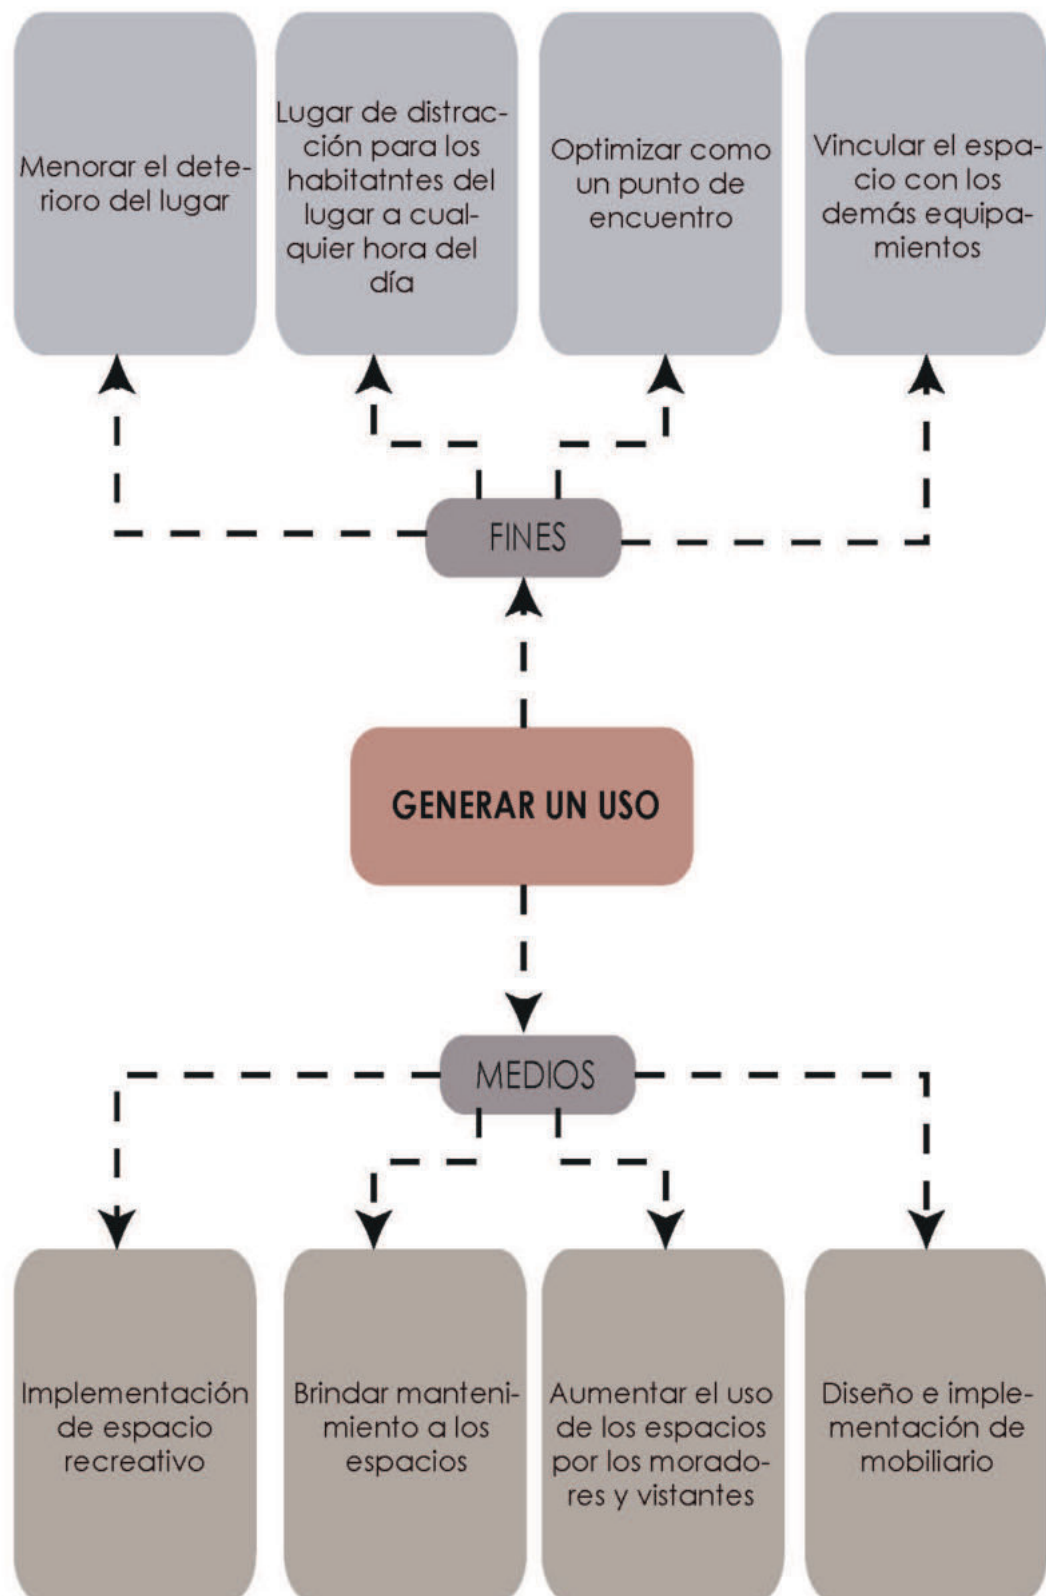 Menorar el dete-
rioro del lugar
Lugar de distrac-
ción para los
habitatntes del
lugar a cual-
quier hora del
día
Optimizar como
un punto de
encuentro
Vincular el espa-
cio con los
demás equipa-
mientos
FINES
GENERAR UN USO
MEDIOS
Implementación
de espacio
recreativo
Brindar manteni-
miento a los
espacios
Aumentar el uso
de los espacios
por los morado-
res y vistantes
Diseño e imple-
mentación de
mobiliario